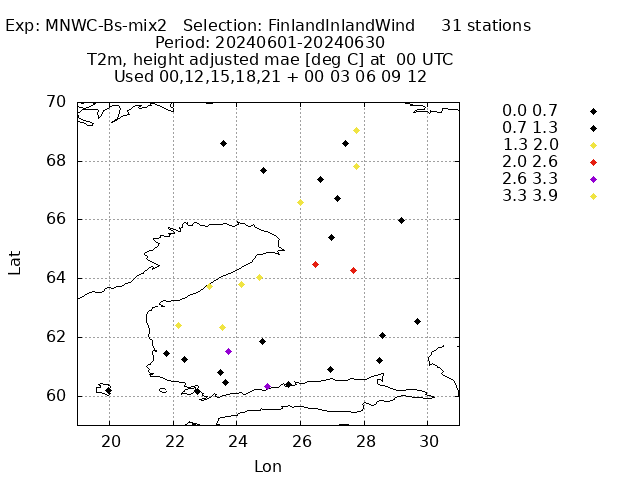 Exp: MNWC-Bs-mix2 Selection: FinlandInlandWind 31 stations
Period: 20240601-20240630
T2m, height adjusted mae [deg C] at 00 UTC
Used 00,12,15,18,21 + 00 03 06 09 12
70
68
66
64
62
60
Lat
20 22 24 26 28 30
Lon
0.0 0.7
0.7 1.3
1.3 2.0
2.0 2.6
2.6 3.3
3.3 3.9